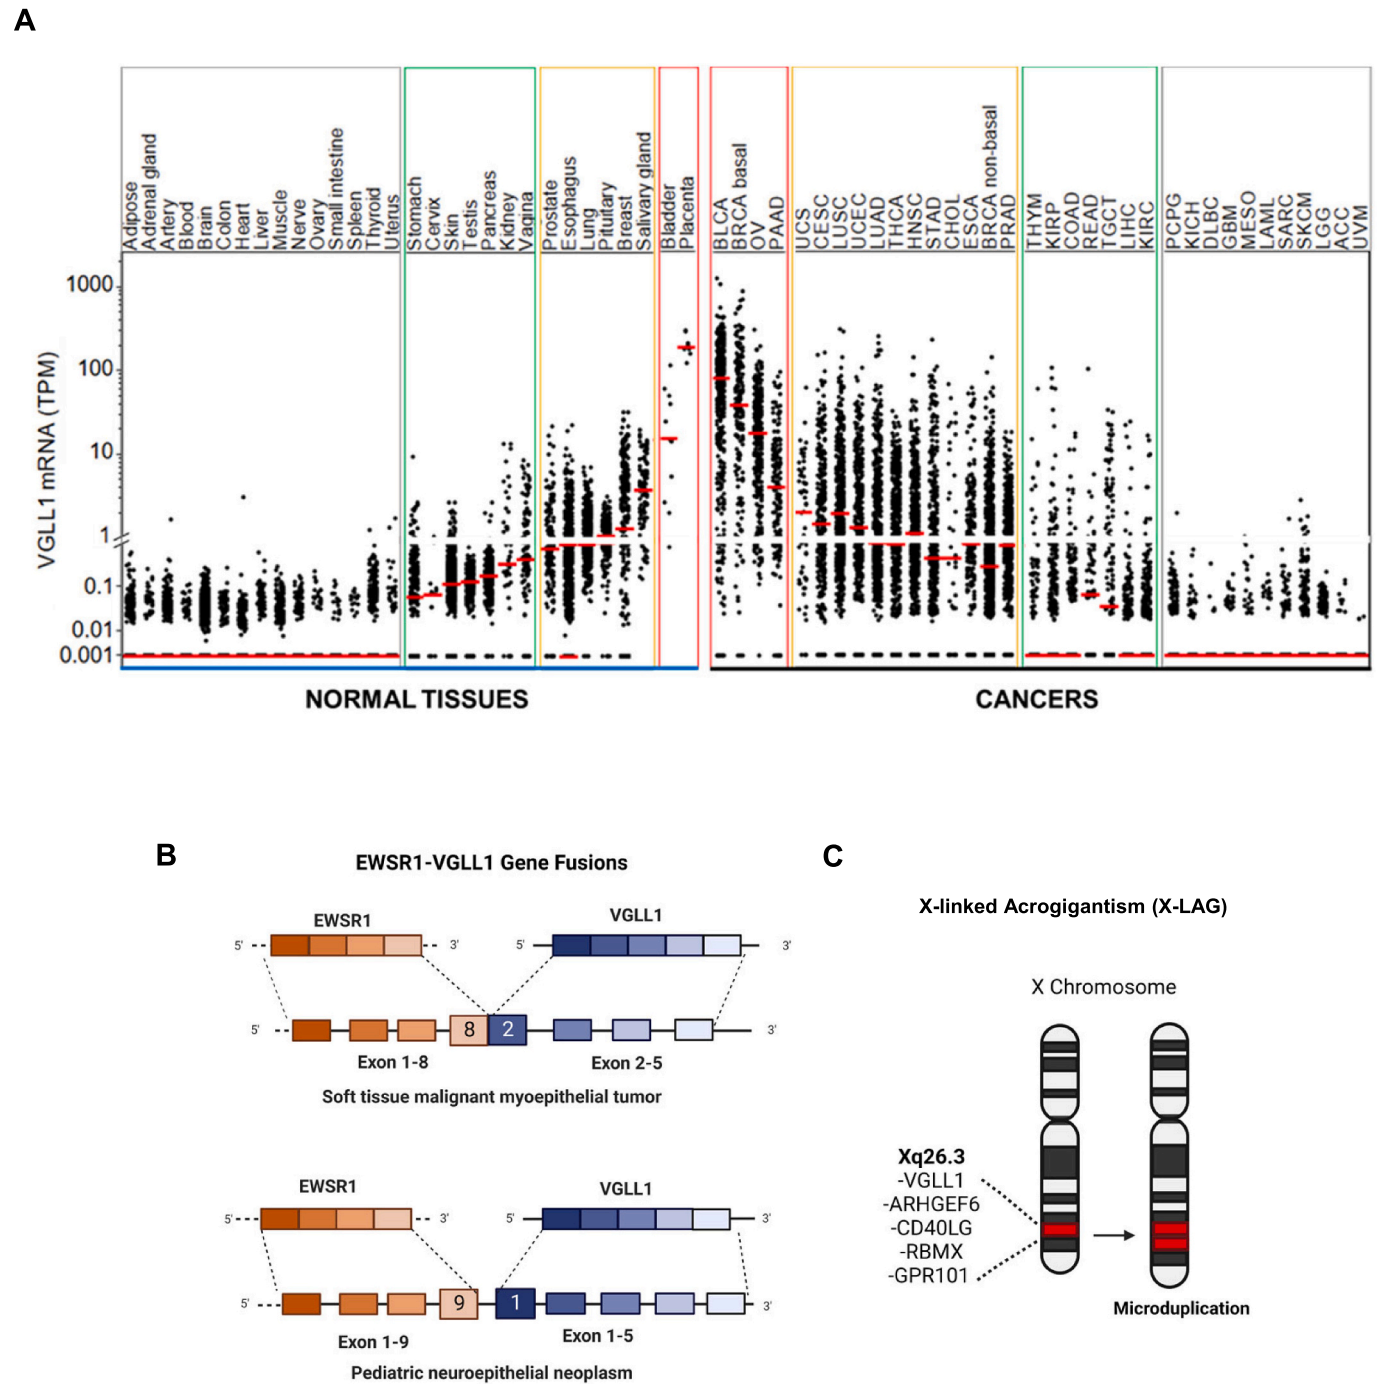 A
Adipose
Adrenal gland
Artery
Blood
Brain
Colon
Heart
Liver
Muscle
Nerve
Ovary
Small intestine
Spleen
Thyroid
Uterus
Stomach
Cervix
Skin
Testis
Pancreas
Kidney
Vagina
Prostate
Esophagus
Lung
Pituitary
Breast
Salivary gland
Bladder
Placenta
BLCA
BRCA basal
OV
PAAD
UCS
CESC
LUSC
UCEC
LUAD
THCA
HNSC
STAD
CHOL
ESCA
BRCA non-basal
PRAD
THYM
KIRP
COAD
READ
TGCT
LIHC
KIRC
PCPG
KICH
DLBC
GBM
MESO
LAML
SARC
SKCM
LGG
ACC
UVM
VGLL1 mRNA (TPM)
1000
100
10
1
0.1
0.01
0.001
NORMAL TISSUES
CANCERS
B
EWSR1-VGLL1 Gene Fusions
EWSR1
VGLL1
5' 3' 5' 3'
5' 8 2 3'
Exon 1-8
Exon 2-5
Soft tissue malignant myoepithelial tumor
EWSR1
VGLL1
5' 3' 5' 3'
5' 9 1 3'
Exon 1-9
Exon 1-5
Pediatric neuroepithelial neoplasm
C
X-linked Acrogigantism (X-LAG)
X Chromosome
Xq26.3
-VGLL1
-ARHGEF6
-CD40LG
-RBMX
-GPR101
Microduplication